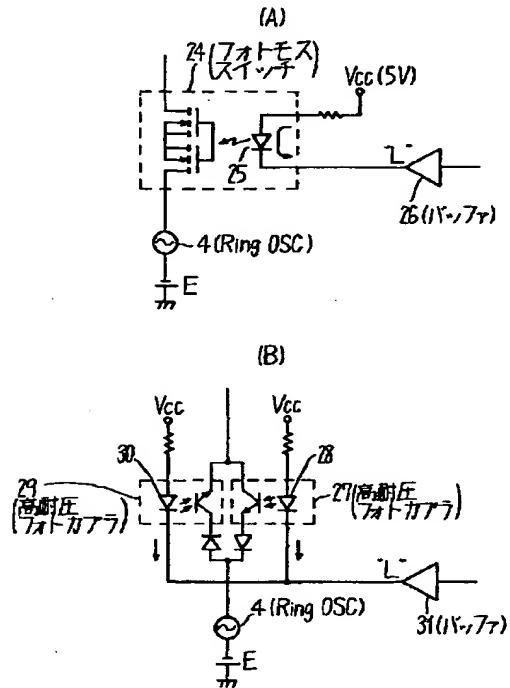 (A)
24(フォトモス
スイッチ)
Vcc(5V)
25
"L"
26(バッファ)
4(Ring OSC)
E
(B)
Vcc
Vcc
30
28
29
(高耐圧
フォトカプラ)
27(高耐圧
フォトカプラ)
"L"
31(バッファ)
4(Ring OSC)
E